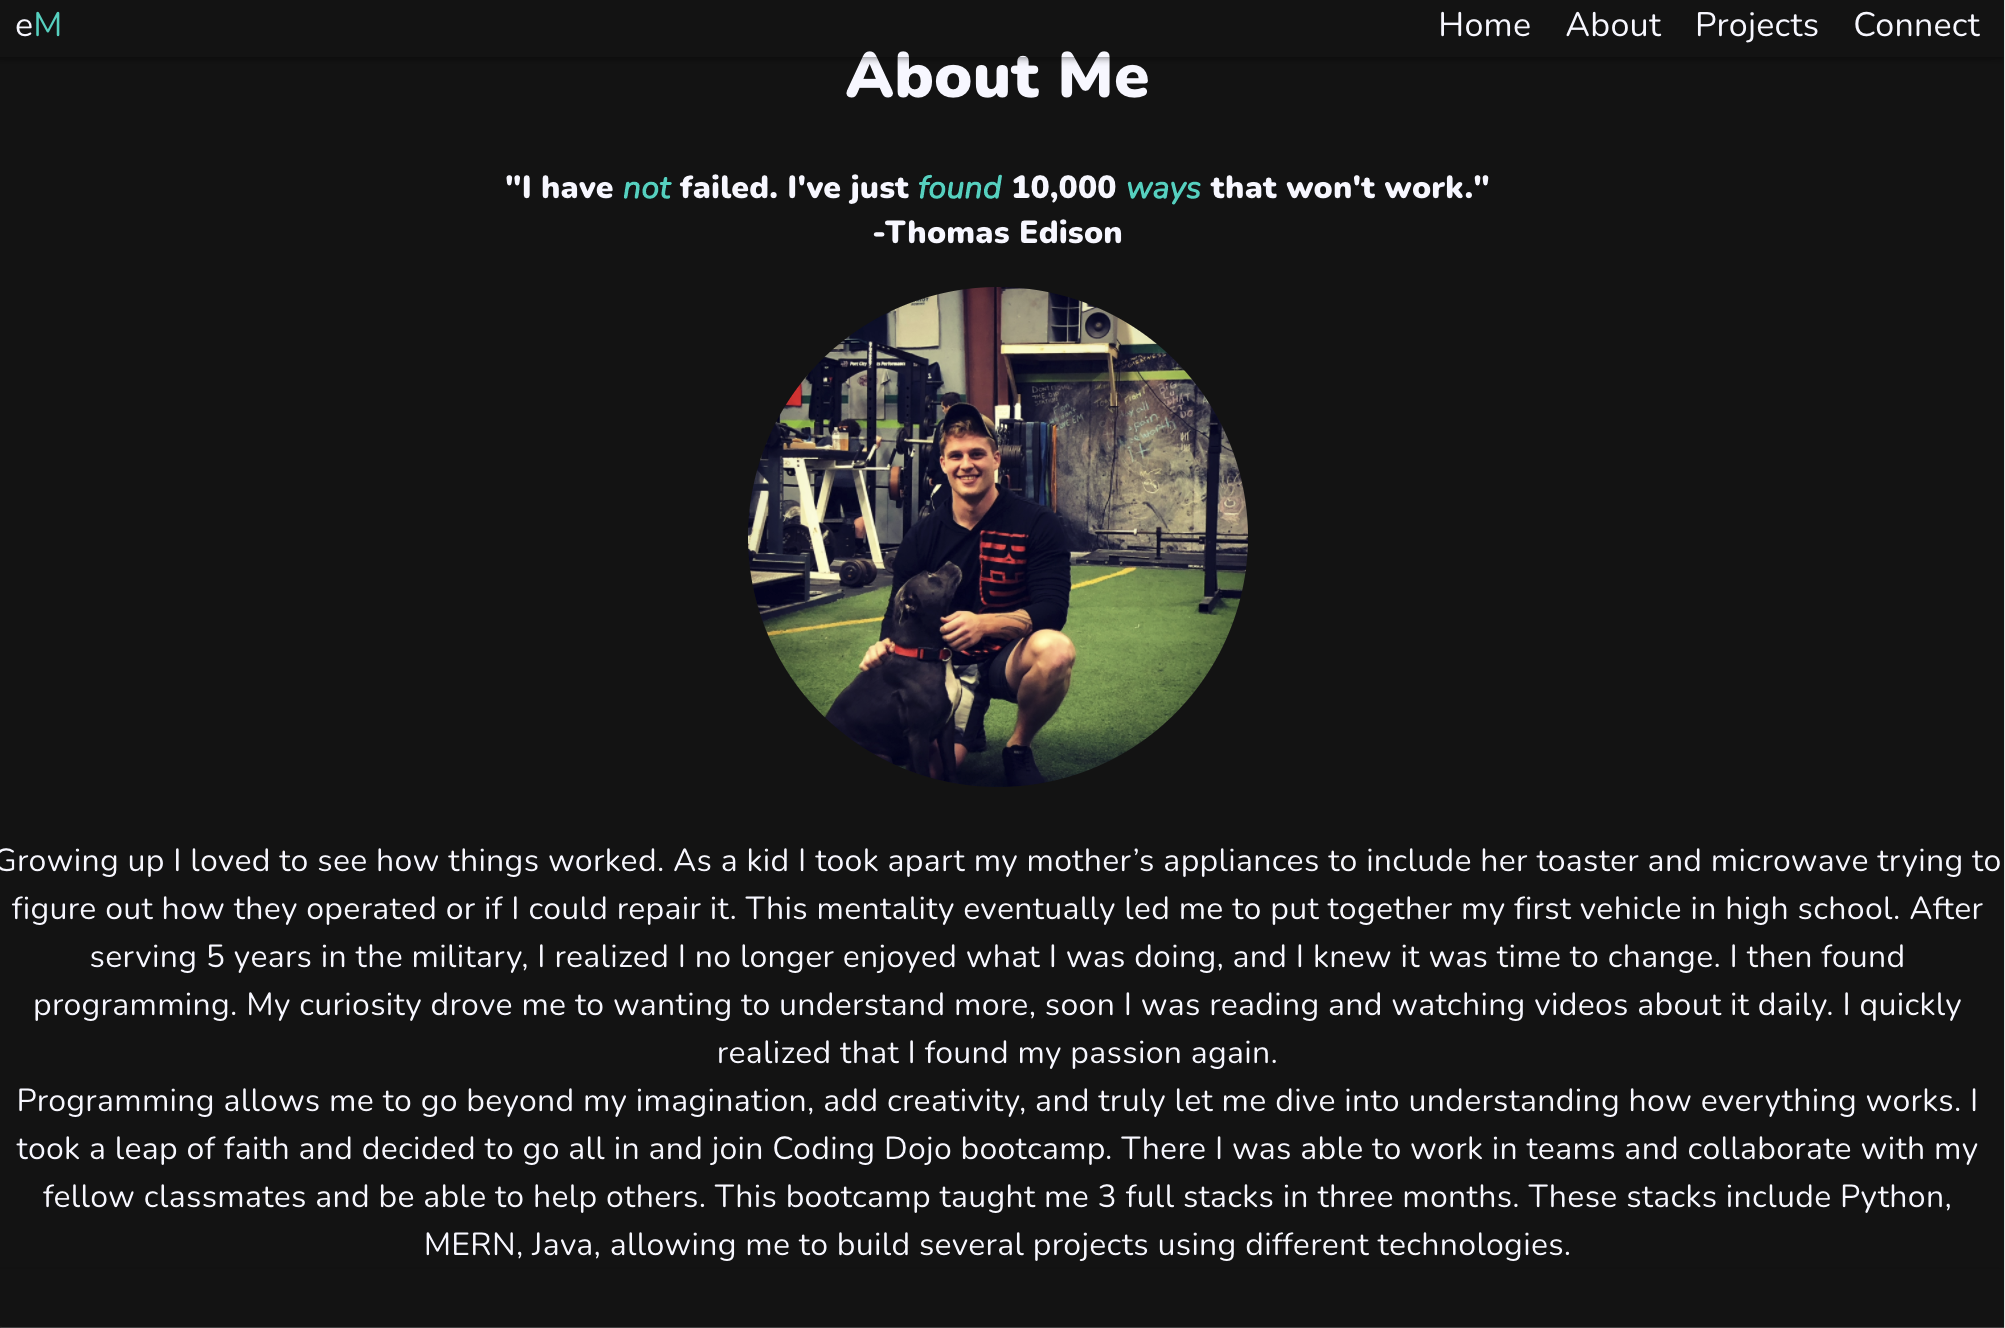 eM
Home About Projects Connect
About Me
"I have not failed. I've just found 10,000 ways that won't work."
-Thomas Edison
Growing up I loved to see how things worked. As a kid I took apart my mother’s appliances to include her toaster and microwave trying to
figure out how they operated or if I could repair it. This mentality eventually led me to put together my first vehicle in high school. After
serving 5 years in the military, I realized I no longer enjoyed what I was doing, and I knew it was time to change. I then found
programming. My curiosity drove me to wanting to understand more, soon I was reading and watching videos about it daily. I quickly
realized that I found my passion again.
Programming allows me to go beyond my imagination, add creativity, and truly let me dive into understanding how everything works. I
took a leap of faith and decided to go all in and join Coding Dojo bootcamp. There I was able to work in teams and collaborate with my
fellow classmates and be able to help others. This bootcamp taught me 3 full stacks in three months. These stacks include Python,
MERN, Java, allowing me to build several projects using different technologies.